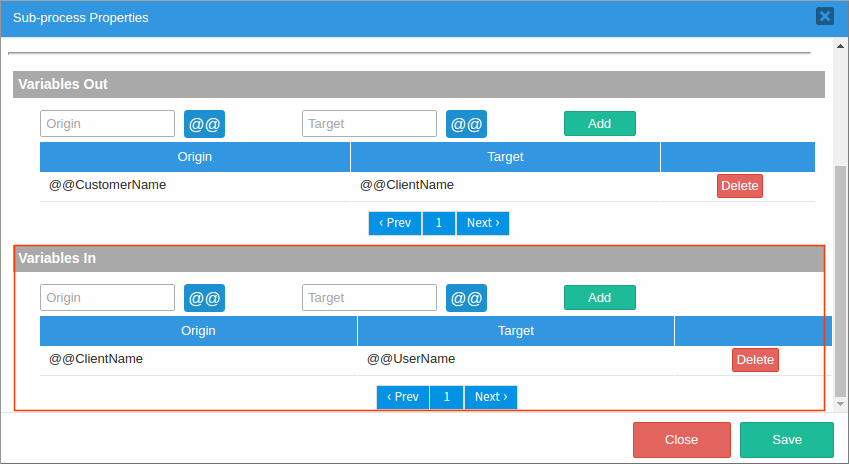 Sub-process Properties
Variables Out
Origin @@ Target @@ Add
Origin Target
@@CustomerName @@ClientName Delete
‹ Prev 1 Next ›
Variables In
Origin @@ Target @@ Add
Origin Target
@@ClientName @@UserName Delete
‹ Prev 1 Next ›
Close Save